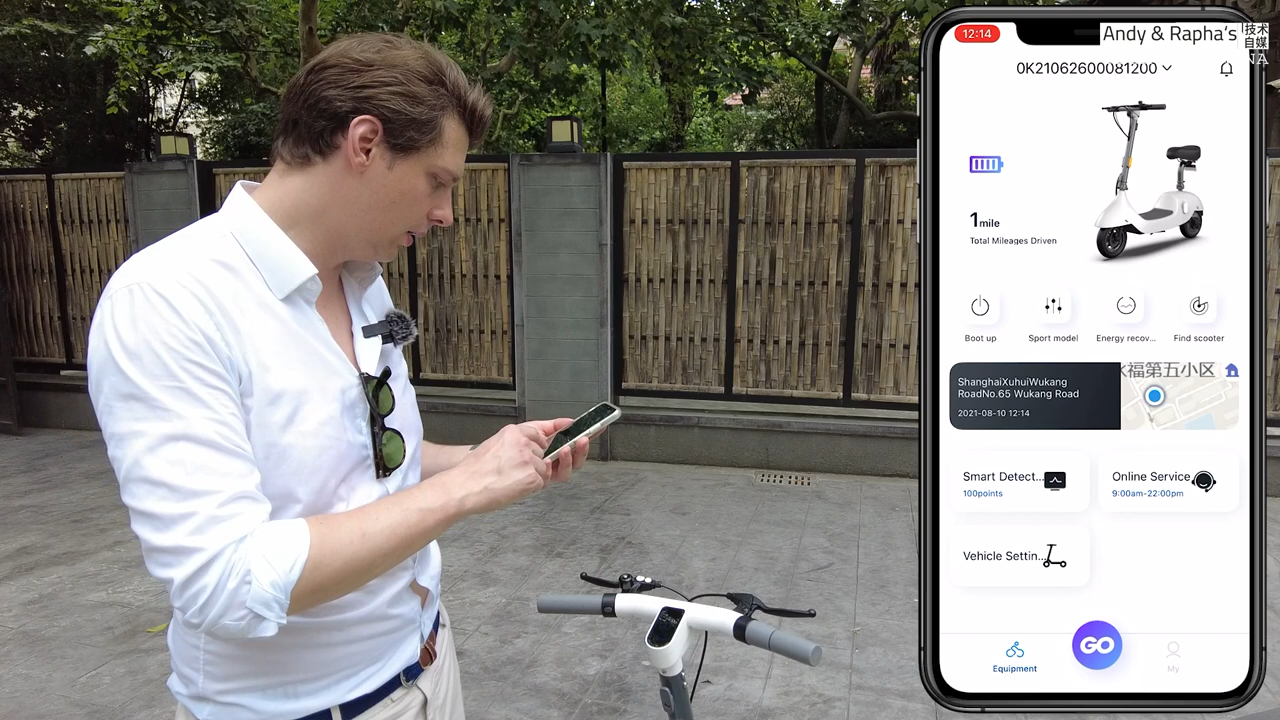 Andy & Rapha's
技术
自媒
NA
12:14
0K21062600081200
1mile
Total Mileages Driven
Boot up
Sport model
Energy recov...
Find scooter
永福第五小区
ShanghaiXuhuiWukang
RoadNo.65 Wukang Road
2021-08-10 12:14
Smart Detect...
100points
Online Service
9:00am-22:00pm
Vehicle Settin...
GO
Equipment
My